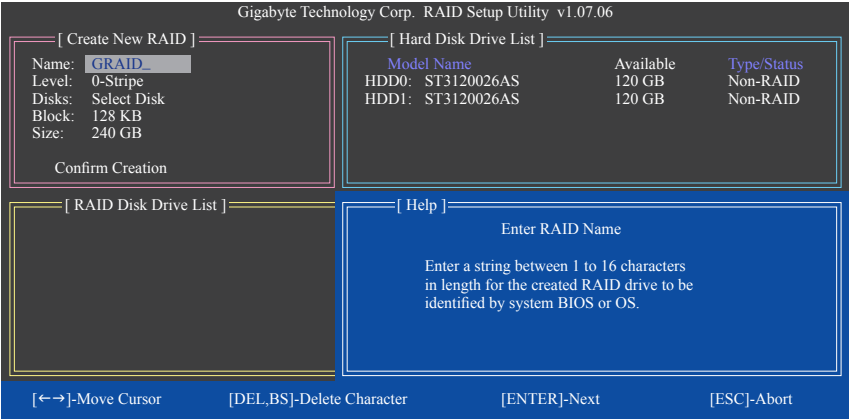 Gigabyte Technology Corp. RAID Setup Utility v1.07.06
[ Create New RAID ]
Name: GRAID_
Level: 0-Stripe
Disks: Select Disk
Block: 128 KB
Size: 240 GB
Confirm Creation
[ Hard Disk Drive List ]
Model Name Available Type/Status
HDD0: ST3120026AS 120 GB Non-RAID
HDD1: ST3120026AS 120 GB Non-RAID
[ RAID Disk Drive List ]
[ Help ]
Enter RAID Name
Enter a string between 1 to 16 characters
in length for the created RAID drive to be
identified by system BIOS or OS.
[←→]-Move Cursor [DEL,BS]-Delete Character [ENTER]-Next [ESC]-Abort